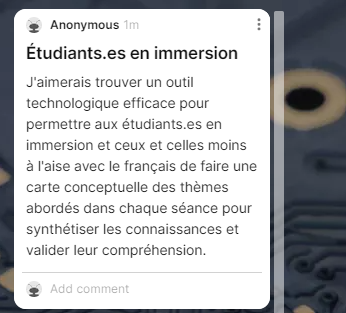 Anonymous 1m
Étudiants.es en immersion
J'aimerais trouver un outil
technologique efficace pour
permettre aux étudiants.es en
immersion et ceux et celles moins
à l'aise avec le français de faire une
carte conceptuelle des thèmes
abordés dans chaque séance pour
synthétiser les connaissances et
valider leur compréhension.
Add comment